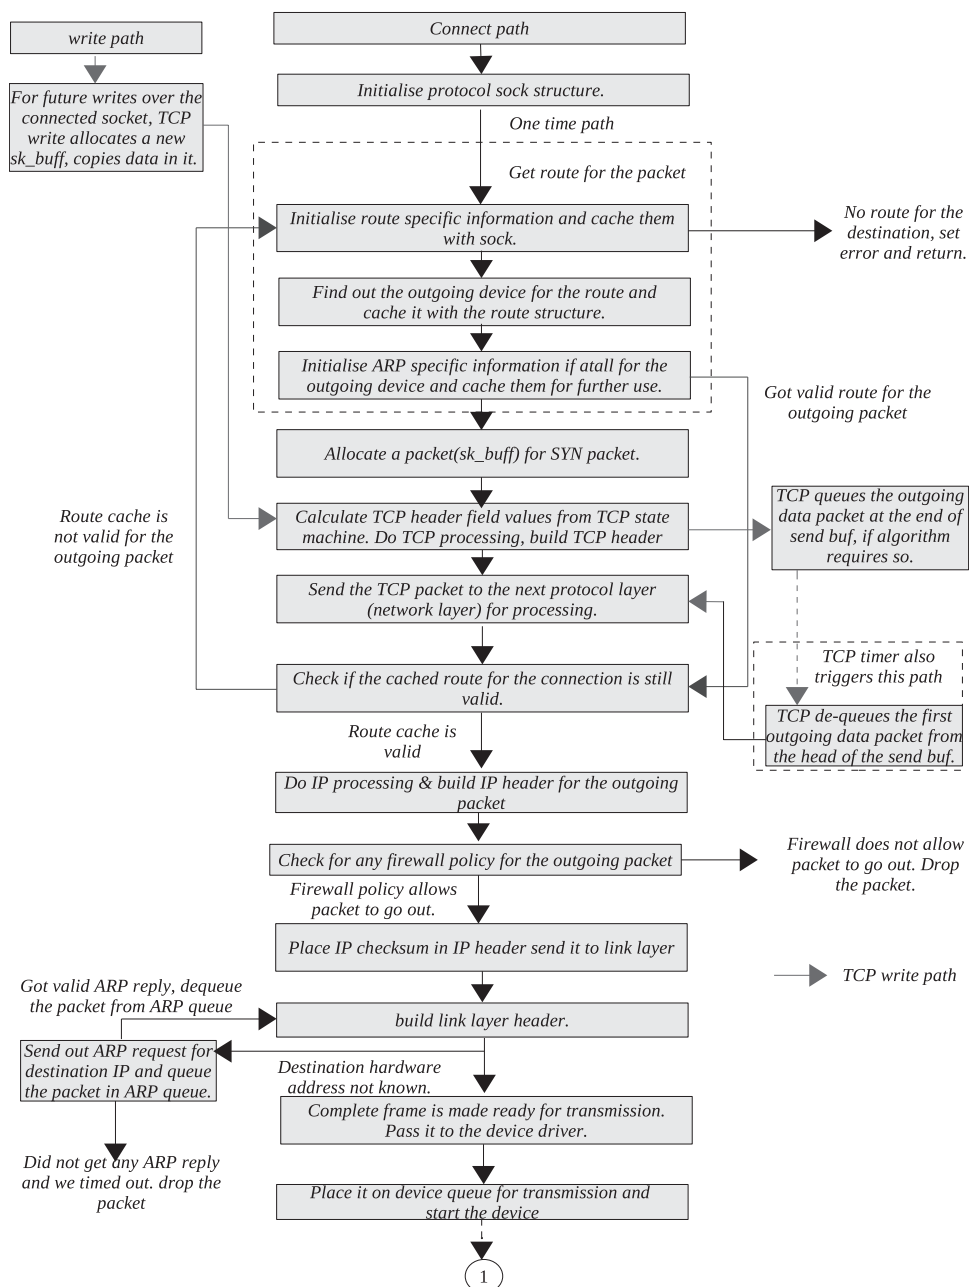 write path
Connect path
Initialise protocol sock structure.
For future writes over the
connected socket, TCP
write allocates a new
sk_buff, copies data in it.
One time path
Get route for the packet
Initialise route specific information and cache them
with sock.
No route for the
destination, set
error and return.
Find out the outgoing device for the route and
cache it with the route structure.
Initialise ARP specific information if atall for the
outgoing device and cache them for further use.
Got valid route for the
outgoing packet
Allocate a packet(sk_buff) for SYN packet.
Route cache is
not valid for the
outgoing packet
Calculate TCP header field values from TCP state
machine. Do TCP processing, build TCP header
TCP queues the outgoing
data packet at the end of
send buf, if algorithm
requires so.
Send the TCP packet to the next protocol layer
(network layer) for processing.
TCP timer also
triggers this path
Check if the cached route for the connection is still
valid.
TCP de-queues the first
outgoing data packet from
the head of the send buf.
Route cache is
valid
Do IP processing & build IP header for the outgoing
packet
Check for any firewall policy for the outgoing packet
Firewall does not allow
packet to go out. Drop
the packet.
Firewall policy allows
packet to go out.
Place IP checksum in IP header send it to link layer
TCP write path
Got valid ARP reply, dequeue
the packet from ARP queue
build link layer header.
Send out ARP request for
destination IP and queue
the packet in ARP queue.
Destination hardware
address not known.
Complete frame is made ready for transmission.
Pass it to the device driver.
Did not get any ARP reply
and we timed out. drop the
packet
Place it on device queue for transmission and
start the device
1